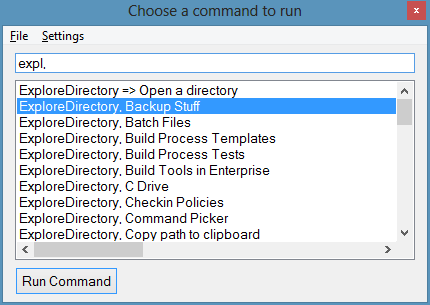 Choose a command to run
x
File Settings
expl,
ExploreDirectory => Open a directory
ExploreDirectory, Backup Stuff
ExploreDirectory, Batch Files
ExploreDirectory, Build Process Templates
ExploreDirectory, Build Process Tests
ExploreDirectory, Build Tools in Enterprise
ExploreDirectory, C Drive
ExploreDirectory, Checkin Policies
ExploreDirectory, Command Picker
ExploreDirectory, Copy path to clipboard
Run Command